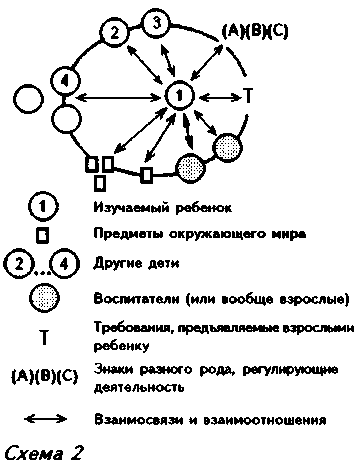 2
3
(A)(B)(C)
4
1
T
1 Изучаемый ребенок
Предметы окружающего мира
2...4 Другие дети
Воспитатели (или вообще взрослые)
T Требования, предъявляемые взрослыми
ребенку
(A)(B)(C) Знаки разного рода, регулирующие
деятельность
Взаимосвязи и взаимоотношения
Схема 2